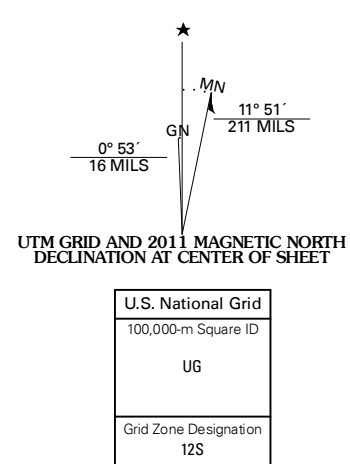 MN
11° 51´
211 MILS
GN
0° 53´
16 MILS
UTM GRID AND 2011 MAGNETIC NORTH
DECLINATION AT CENTER OF SHEET
U.S. National Grid
100,000-m Square ID
UG
Grid Zone Designation
12S